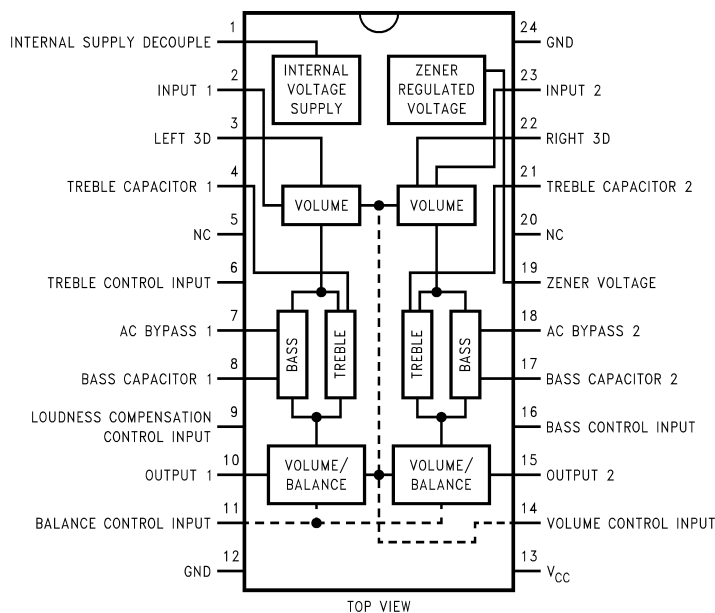 1
INTERNAL SUPPLY DECOUPLE
24
GND
INTERNAL
VOLTAGE
SUPPLY
ZENER
REGULATED
VOLTAGE
2
INPUT 1
23
INPUT 2
3
LEFT 3D
22
RIGHT 3D
4
TREBLE CAPACITOR 1
21
TREBLE CAPACITOR 2
VOLUME
VOLUME
5
NC
20
NC
6
TREBLE CONTROL INPUT
19
ZENER VOLTAGE
7
AC BYPASS 1
18
AC BYPASS 2
BASS
TREBLE
TREBLE
BASS
8
BASS CAPACITOR 1
17
BASS CAPACITOR 2
9
LOUDNESS COMPENSATION
CONTROL INPUT
16
BASS CONTROL INPUT
10
OUTPUT 1
VOLUME/
BALANCE
VOLUME/
BALANCE
15
OUTPUT 2
11
BALANCE CONTROL INPUT
14
VOLUME CONTROL INPUT
12
GND
13
VCC
TOP VIEW